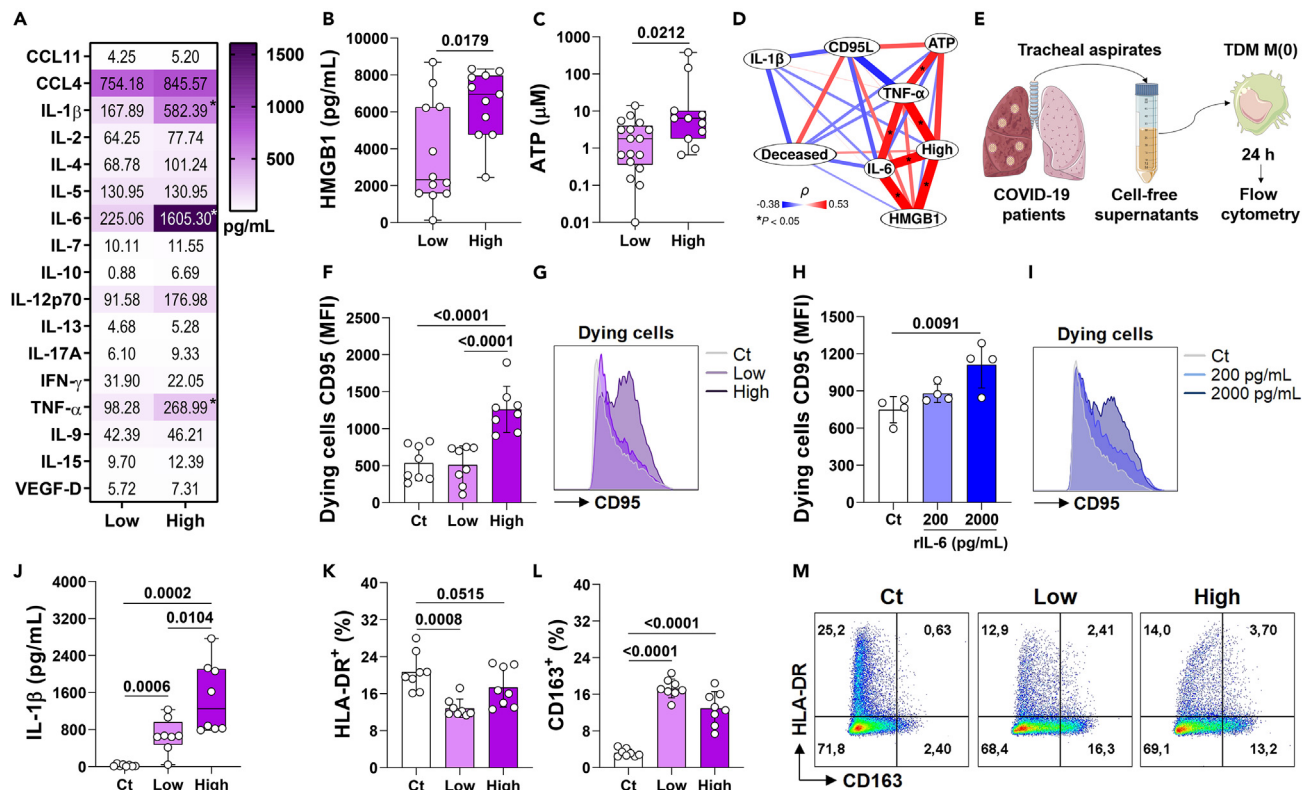 A
CCL11 4.25 5.20
CCL4 754.18 845.57
IL-1β 167.89 582.39*
IL-2 64.25 77.74
IL-4 68.78 101.24
IL-5 130.95 130.95
IL-6 225.06 1605.30*
IL-7 10.11 11.55
IL-10 0.88 6.69
IL-12p70 91.58 176.98
IL-13 4.68 5.28
IL-17A 6.10 9.33
IFN-γ 31.90 22.05
TNF-α 98.28 268.99*
IL-9 42.39 46.21
IL-15 9.70 12.39
VEGF-D 5.72 7.31
Low High
1500
1000
500
pg/mL
B
HMGB1 (pg/mL)
0.0179
10000
8000
6000
4000
2000
0
Low High
C
ATP (μM)
0.0212
1000
100
10
1
0.1
0.01
Low High
D
CD95L
ATP
IL-1β
TNF-α
Deceased
High
IL-6
HMGB1
*
*
*
*
*
ρ
-0.38 0.53
*P < 0.05
E
Tracheal aspirates
TDM M(0)
24 h
COVID-19
patients
Cell-free
supernatants
Flow
cytometry
F
Dying cells CD95 (MFI)
<0.0001
<0.0001
2500
2000
1500
1000
500
0
Ct Low High
G
Dying cells
Ct
Low
High
CD95
H
Dying cells CD95 (MFI)
0.0091
1500
1200
900
600
300
0
Ct 200 2000
rIL-6 (pg/mL)
I
Dying cells
Ct
200 pg/mL
2000 pg/mL
CD95
J
IL-1β (pg/mL)
0.0002
0.0104
0.0006
4000
3200
2400
1600
800
0
Ct Low High
K
HLA-DR+ (%)
0.0515
0.0008
40
32
24
16
8
0
Ct Low High
L
CD163+ (%)
<0.0001
<0.0001
40
32
24
16
8
0
Ct Low High
M
Ct Low High
25,2 0,63 12,9 2,41 14,0 3,70
71,8 2,40 68,4 16,3 69,1 13,2
HLA-DR
CD163